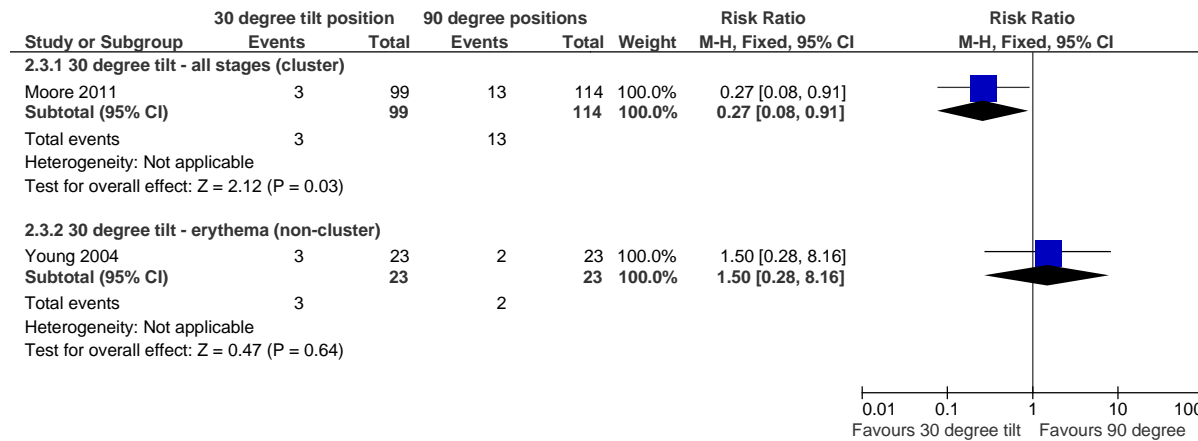 30 degree tilt position 90 degree positions Risk Ratio Risk Ratio
Study or Subgroup Events Total Events Total Weight M-H, Fixed, 95% CI M-H, Fixed, 95% CI
2.3.1 30 degree tilt - all stages (cluster)
Moore 2011 3 99 13 114 100.0% 0.27 [0.08, 0.91]
Subtotal (95% CI) 99 114 100.0% 0.27 [0.08, 0.91]
Total events 3 13
Heterogeneity: Not applicable
Test for overall effect: Z = 2.12 (P = 0.03)
2.3.2 30 degree tilt - erythema (non-cluster)
Young 2004 3 23 2 23 100.0% 1.50 [0.28, 8.16]
Subtotal (95% CI) 23 23 100.0% 1.50 [0.28, 8.16]
Total events 3 2
Heterogeneity: Not applicable
Test for overall effect: Z = 0.47 (P = 0.64)
0.01 0.1 1 10 100
Favours 30 degree tilt Favours 90 degree